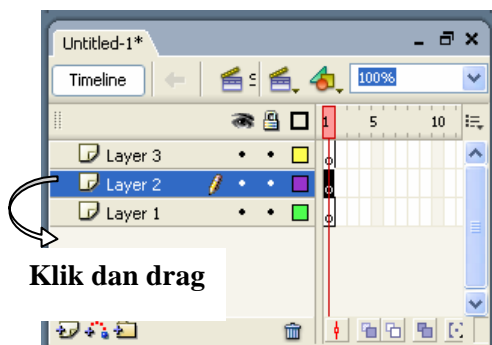 Untitled-1*
Timeline
100%
1 5 10
Layer 3
Layer 2
Layer 1
Klik dan drag